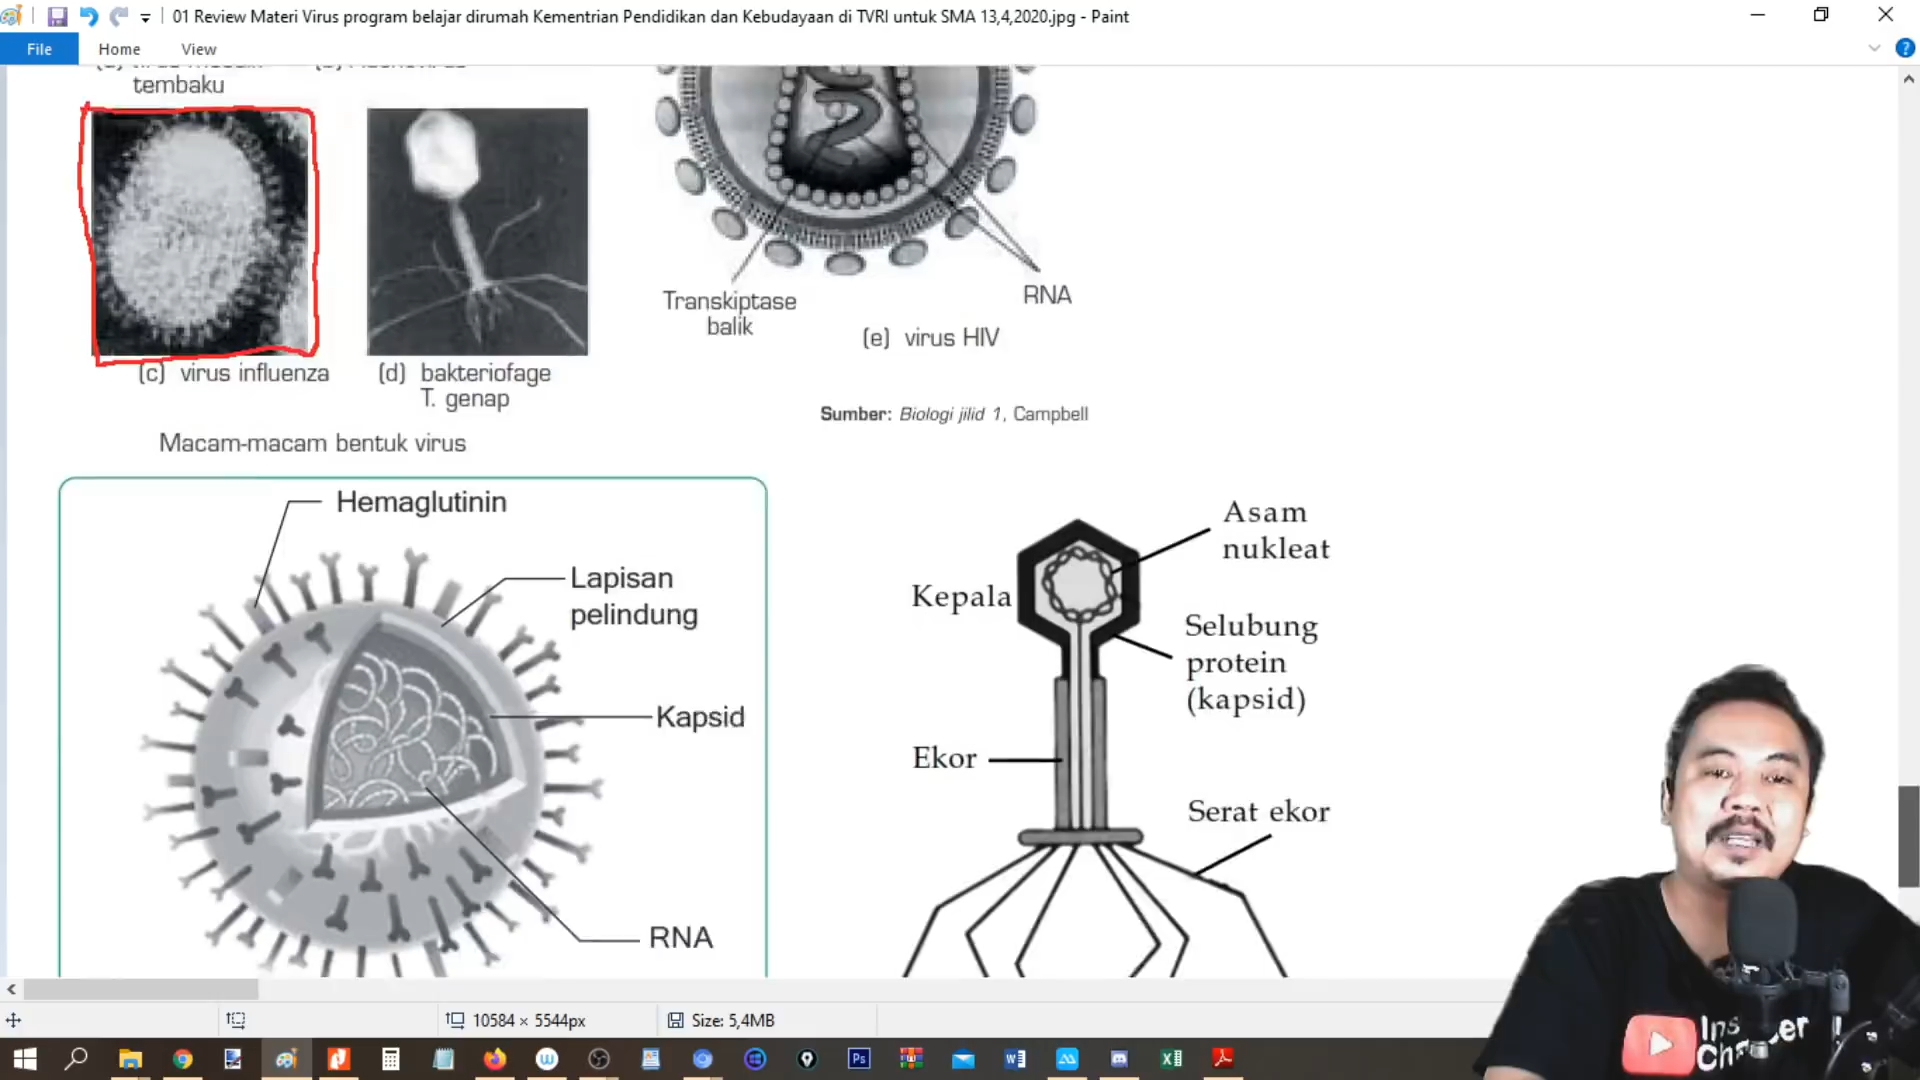 01 Review Materi Virus program belajar dirumah Kementrian Pendidikan dan Kebudayaan di TVRI untuk SMA 13,4,2020.jpg - Paint
File Home View
tembaku
Transkiptase
balik
RNA
(e) virus HIV
(c) virus influenza
(d) bakteriofage
T. genap
Sumber: Biologi jilid 1, Campbell
Macam-macam bentuk virus
Hemaglutinin
Lapisan
pelindung
Kapsid
RNA
Asam
nukleat
Kepala
Selubung
protein
(kapsid)
Ekor
Serat ekor
10584 × 5544px
Size: 5,4MB